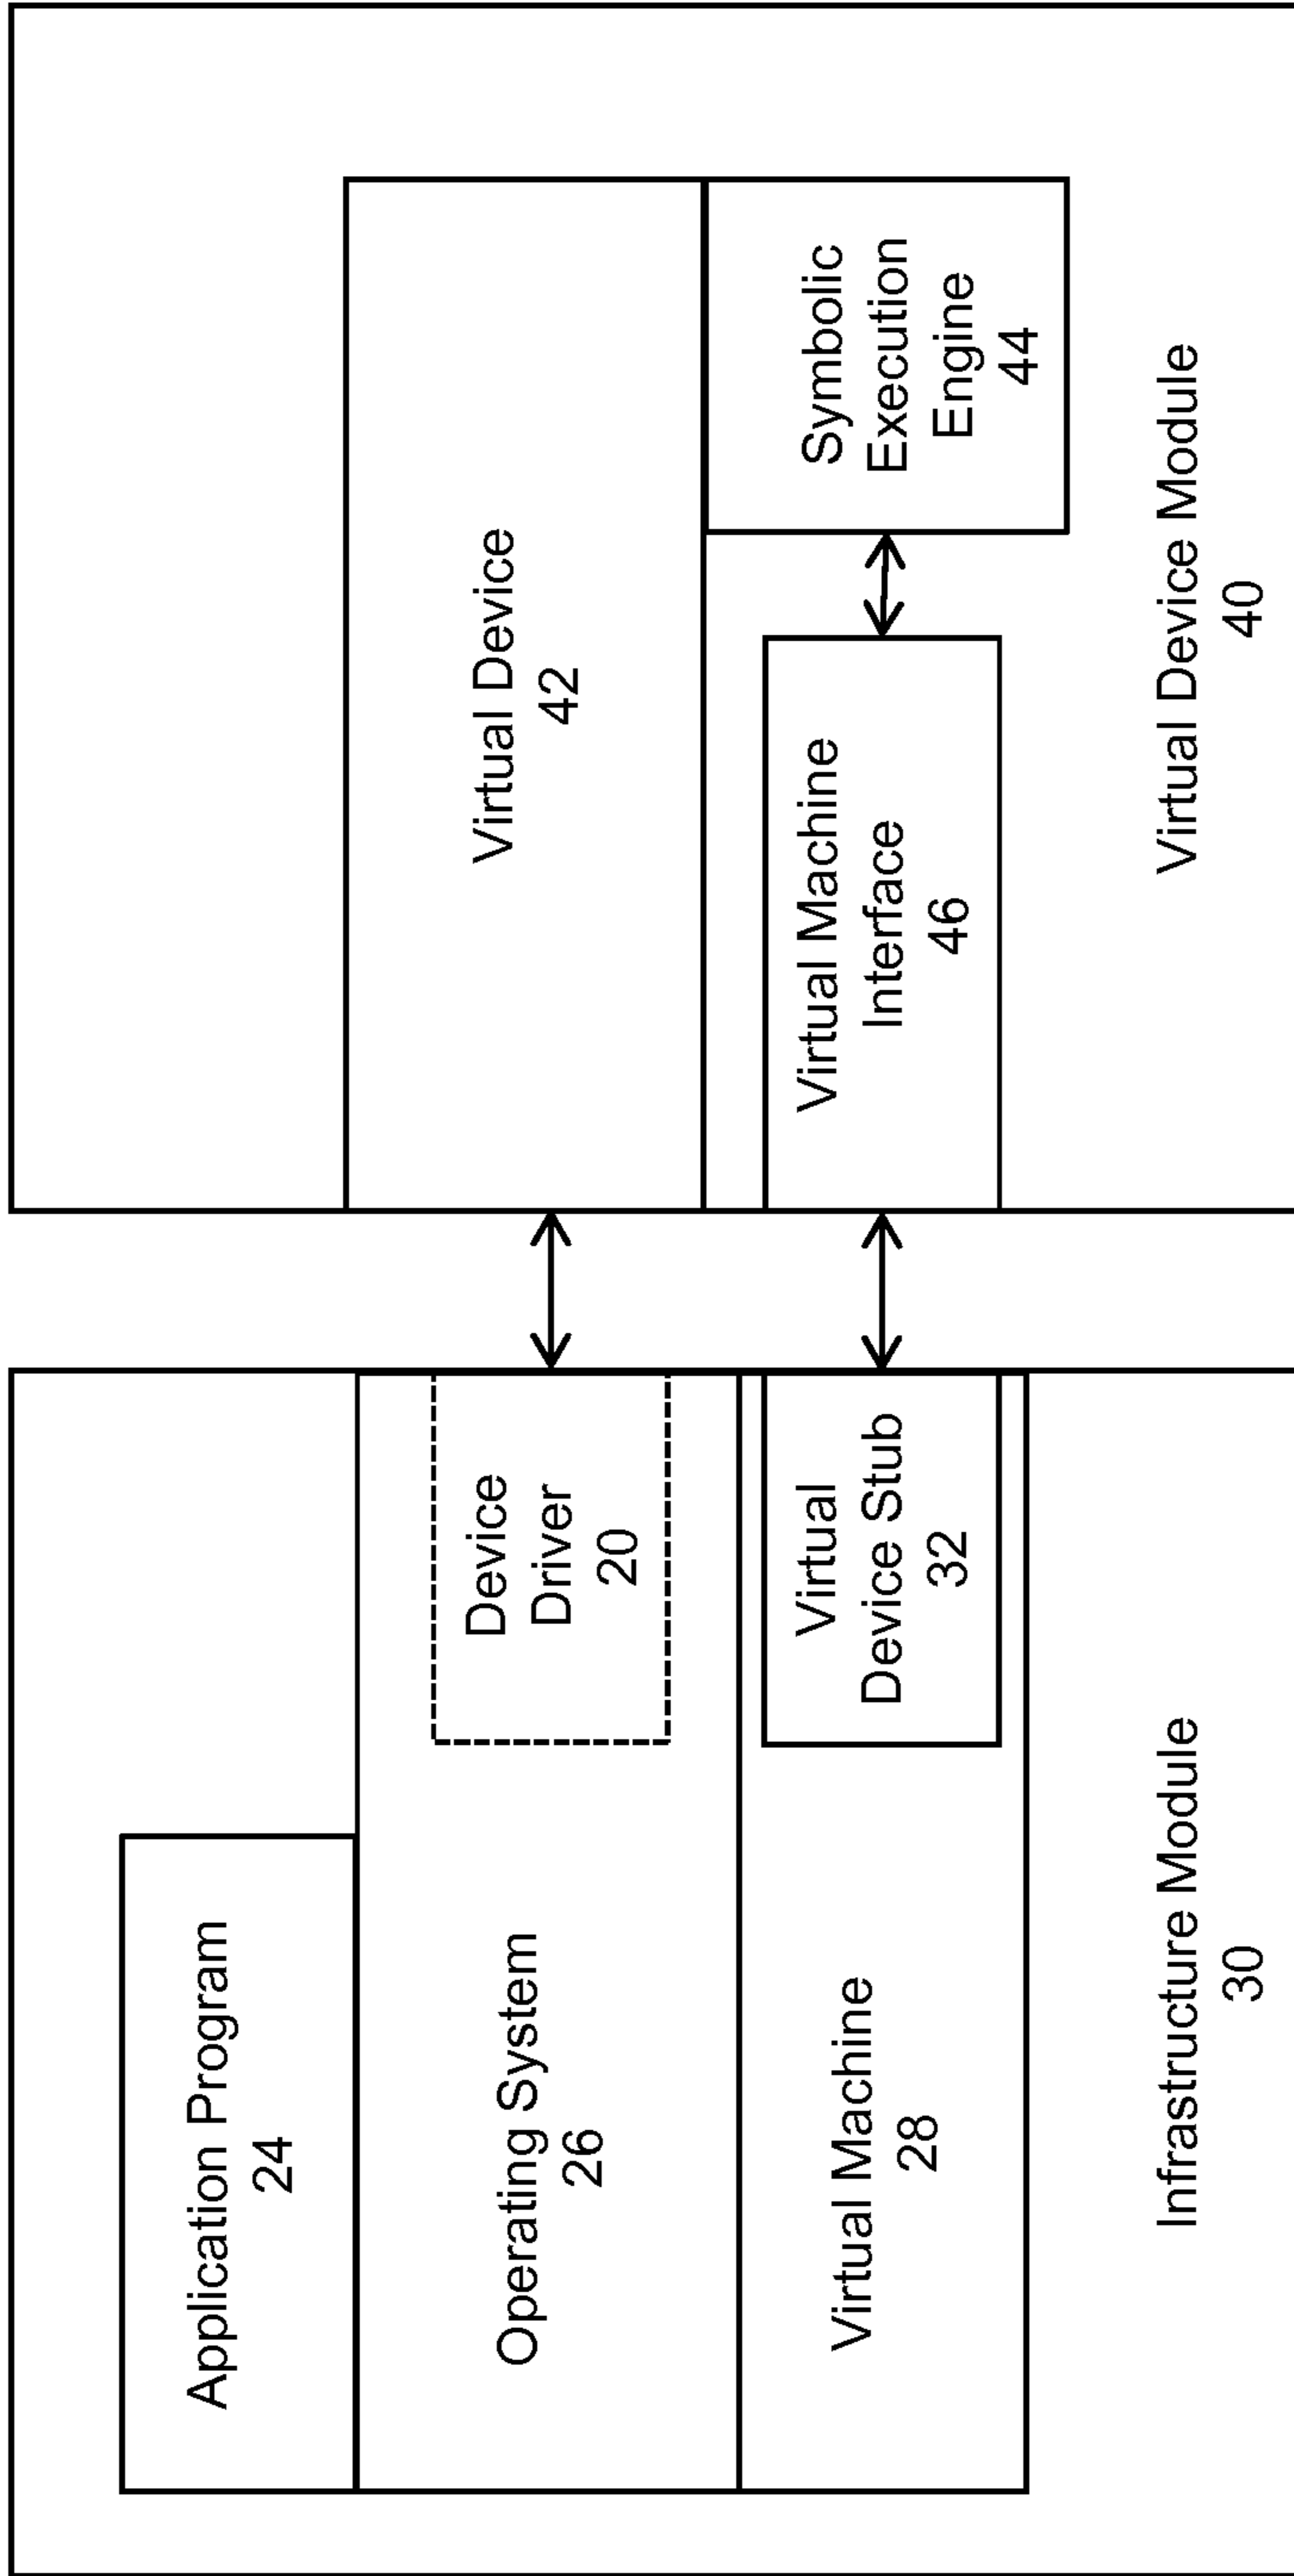 Application Program
24
Operating System
26
Device
Driver
20
Virtual Machine
28
Virtual
Device Stub
32
Infrastructure Module
30
Virtual Device
42
Virtual Machine
Interface
46
Symbolic
Execution
Engine
44
Virtual Device Module
40